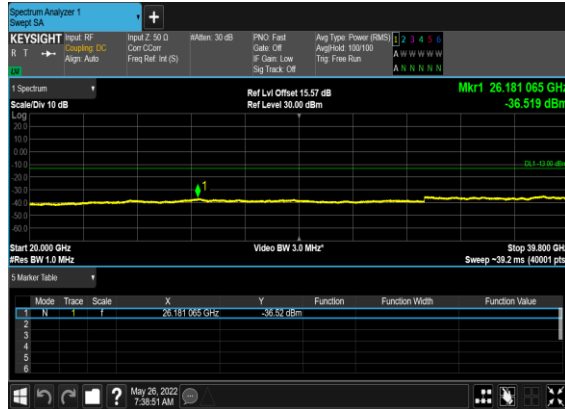 Spectrum Analyzer 1
Swept SA
+
KEYSIGHT Input: RF Input Z: 50 Ω #Atten: 30 dB PNO: Fast Avg Type: Power (RMS) 1 2 3 4 5 6
R T Coupling: DC Corr CCorr Gate: Off Avg|Hold: 100/100 A W W W W W
Align: Auto Freq Ref: Int (S) IF Gain: Low Trig: Free Run
Sig Track: Off A N N N N N
1 Spectrum Ref Lvl Offset 15.57 dB Mkr1 26.181 065 GHz
Scale/Div 10 dB Ref Level 30.00 dBm -36.519 dBm
Log
20.0
10.0
0.00
-10.0 DL1 -13.00 dBm
-20.0
-30.0 1
-40.0
-50.0
-60.0
Start 20.000 GHz Video BW 3.0 MHz* Stop 39.800 GHz
#Res BW 1.0 MHz Sweep ~39.2 ms (40001 pts)
5 Marker Table
Mode Trace Scale X Y Function Function Width Function Value
1 N 1 f 26.181 065 GHz -36.52 dBm
2
3
4
5
6
? May 26, 2022
7:38:51 AM